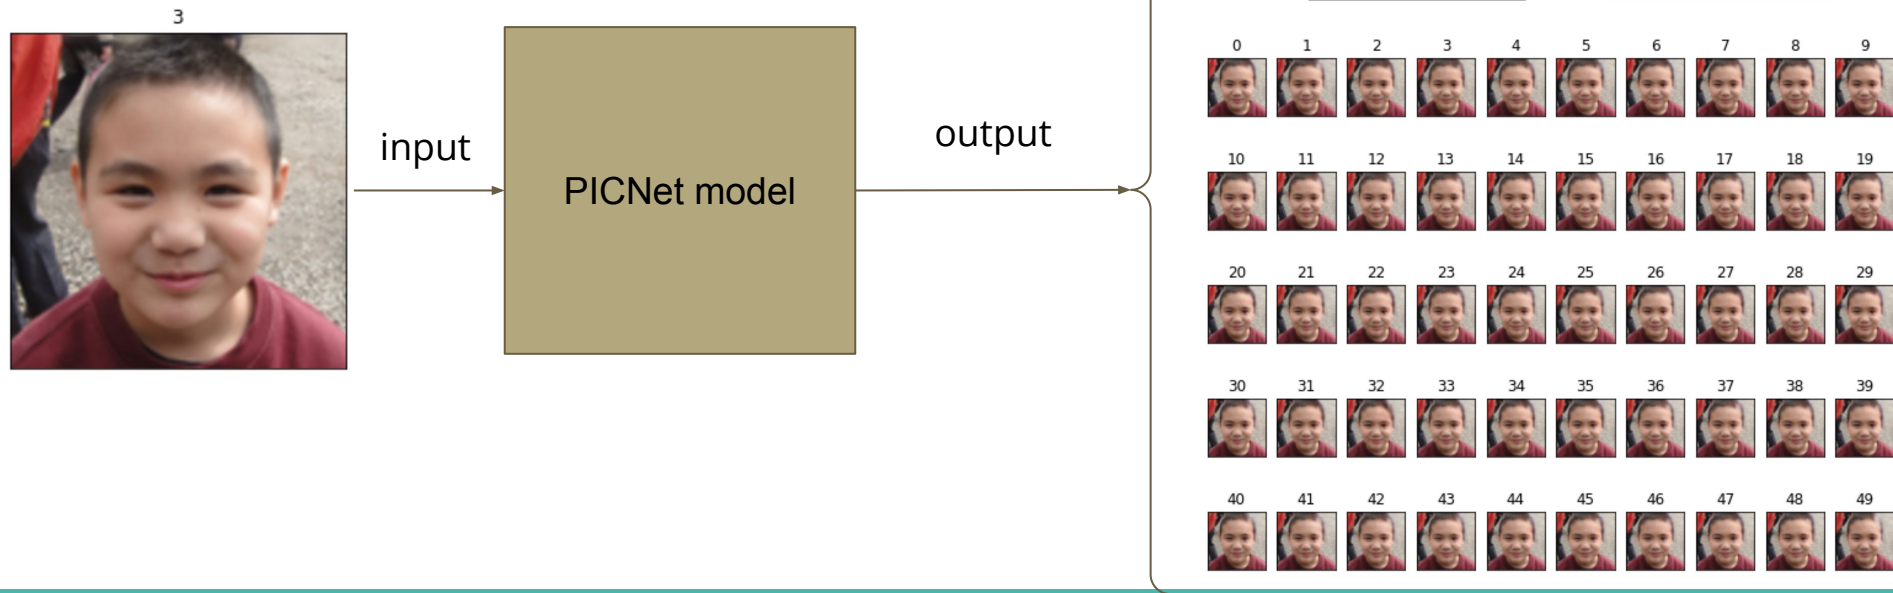 3
input
PICNet model
output
0 1 2 3 4 5 6 7 8 9
10 11 12 13 14 15 16 17 18 19
20 21 22 23 24 25 26 27 28 29
30 31 32 33 34 35 36 37 38 39
40 41 42 43 44 45 46 47 48 49